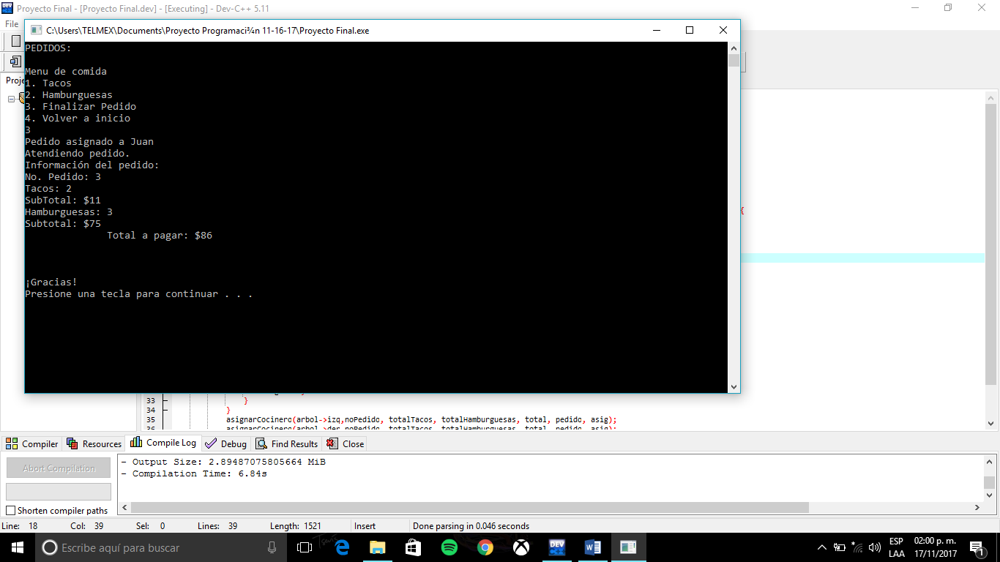 Proyecto Final - [Proyecto Final.dev] - [Executing] - Dev-C++ 5.11
File
C:\Users\TELMEX\Documents\Proyecto Programaci¾n 11-16-17\Proyecto Final.exe
Proje
PEDIDOS:
Menu de comida
1. Tacos
2. Hamburguesas
3. Finalizar Pedido
4. Volver a inicio
3
Pedido asignado a Juan
Atendiendo pedido.
Información del pedido:
No. Pedido: 3
Tacos: 2
SubTotal: $11
Hamburguesas: 3
Subtotal: $75
Total a pagar: $86
¡Gracias!
Presione una tecla para continuar . . .
{
33 }
34 }
35 asignarCocinero(arbol->izq,noPedido, totalTacos, totalHamburguesas, total, pedido, asig);
36 asignarCocinero(arbol->der,noPedido, totalTacos, totalHamburguesas, total, pedido, asig);
Compiler Resources Compile Log Debug Find Results Close
Abort Compilation
Shorten compiler paths
- Output Size: 2.89487075805664 MiB
- Compilation Time: 6.84s
Line: 18 Col: 39 Sel: 0 Lines: 39 Length: 1521 Insert Done parsing in 0.046 seconds
Escribe aquí para buscar
DEV
ESP
LAA
02:00 p. m.
17/11/2017
1